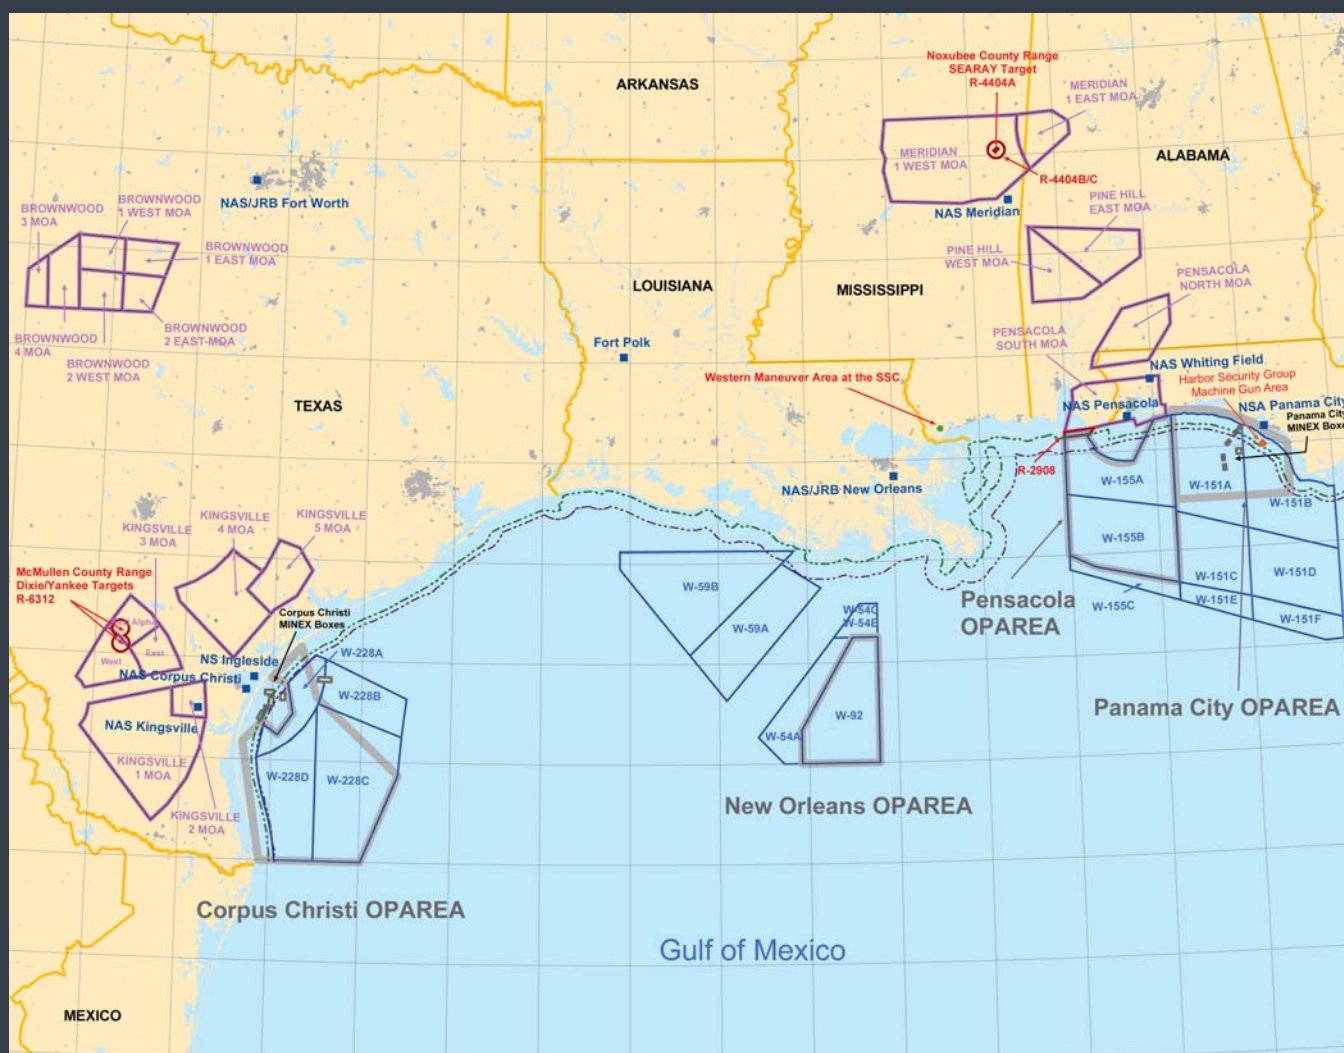 Noxubee County Range
SEARAY Target
R-4404A
ARKANSAS
MERIDIAN
1 EAST MOA
MERIDIAN
1 WEST MOA
ALABAMA
R-4404B/C
NAS/JRB Fort Worth
NAS Meridian
BROWNWOOD
3 MOA
BROWNWOOD
1 WEST MOA
PINE HILL
EAST MOA
BROWNWOOD
1 EAST MOA
PINE HILL
WEST MOA
PENSACOLA
NORTH MOA
LOUISIANA
MISSISSIPPI
BROWNWOOD
4 MOA
BROWNWOOD
2 EAST MOA
BROWNWOOD
2 WEST MOA
Fort Polk
PENSACOLA
SOUTH MOA
NAS Whiting Field
Western Maneuver Area at the SSC
Harbor Security Group
Machine Gun Area
TEXAS
NAS Pensacola
NSA Panama City
Panama City
MINEX Boxes
R-2908
NAS/JRB New Orleans
W-155A
W-151A
W-151B
KINGSVILLE
3 MOA
KINGSVILLE
4 MOA
KINGSVILLE
5 MOA
W-155B
McMullen County Range
Dixie/Yankee Targets
R-6312
W-59B
W-59A
W-151C
W-151D
W-151E
W-155C
W-151F
Pensacola
OPAREA
Corpus Christi
MINEX Boxes
Alpha
West
East
W-54C
W-54B
W-228A
NS Ingleside
NAS Corpus Christi
W-228B
NAS Kingsville
W-92
W-54A
Panama City OPAREA
KINGSVILLE
1 MOA
W-228D
W-228C
KINGSVILLE
2 MOA
New Orleans OPAREA
Corpus Christi OPAREA
Gulf of Mexico
MEXICO